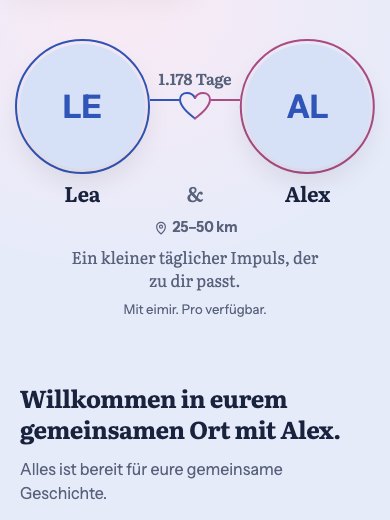 1.178 Tage
LE
AL
Lea & Alex
25–50 km
Ein kleiner täglicher Impuls, der
zu dir passt.
Mit eimir. Pro verfügbar.
Willkommen in eurem
gemeinsamen Ort mit Alex.
Alles ist bereit für eure gemeinsame
Geschichte.